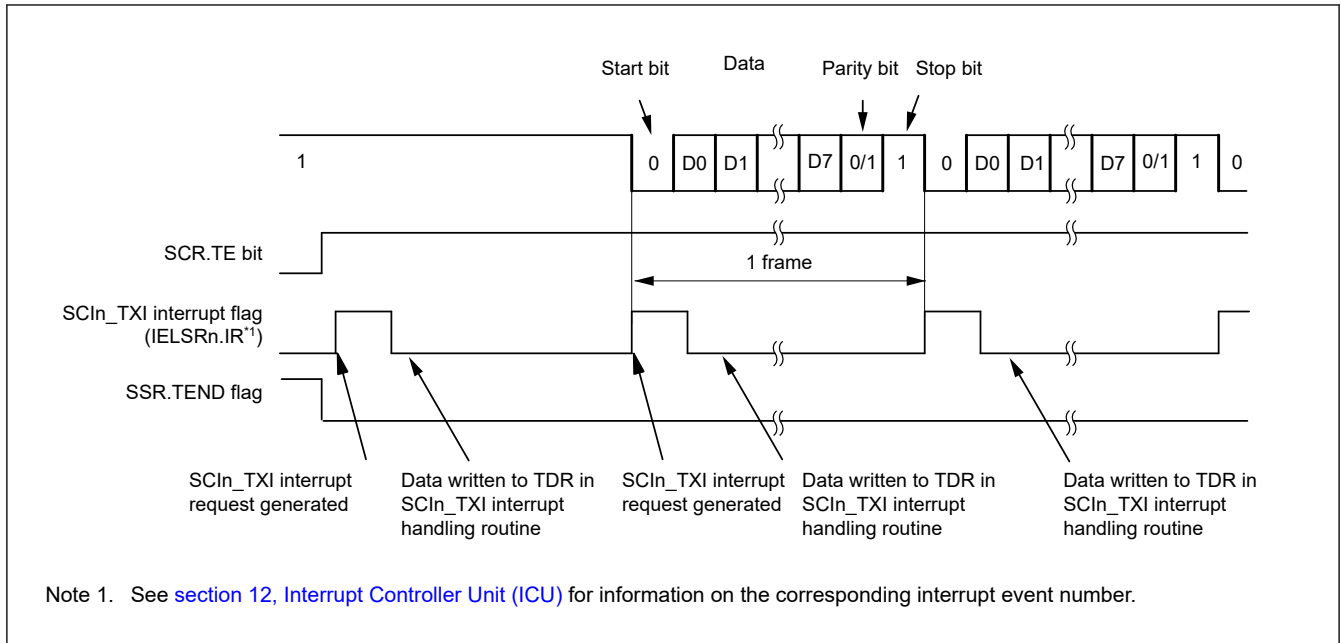 Start bit Data Parity bit Stop bit
1 0 D0 D1 D7 0/1 1 0 D0 D1 D7 0/1 1 0
SCR.TE bit
1 frame
SCIn_TXI interrupt flag
(IELSRn.IR*1)
SSR.TEND flag
SCIn_TXI interrupt
request generated
Data written to TDR in
SCIn_TXI interrupt
handling routine
SCIn_TXI interrupt
request generated
Data written to TDR in
SCIn_TXI interrupt
handling routine
Data written to TDR in
SCIn_TXI interrupt
handling routine
Note 1. See section 12, Interrupt Controller Unit (ICU) for information on the corresponding interrupt event number.